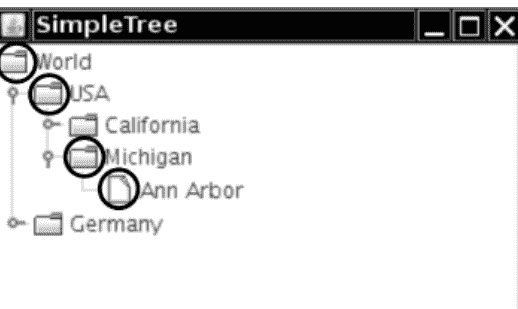 SimpleTree
World
USA
California
Michigan
Ann Arbor
Germany